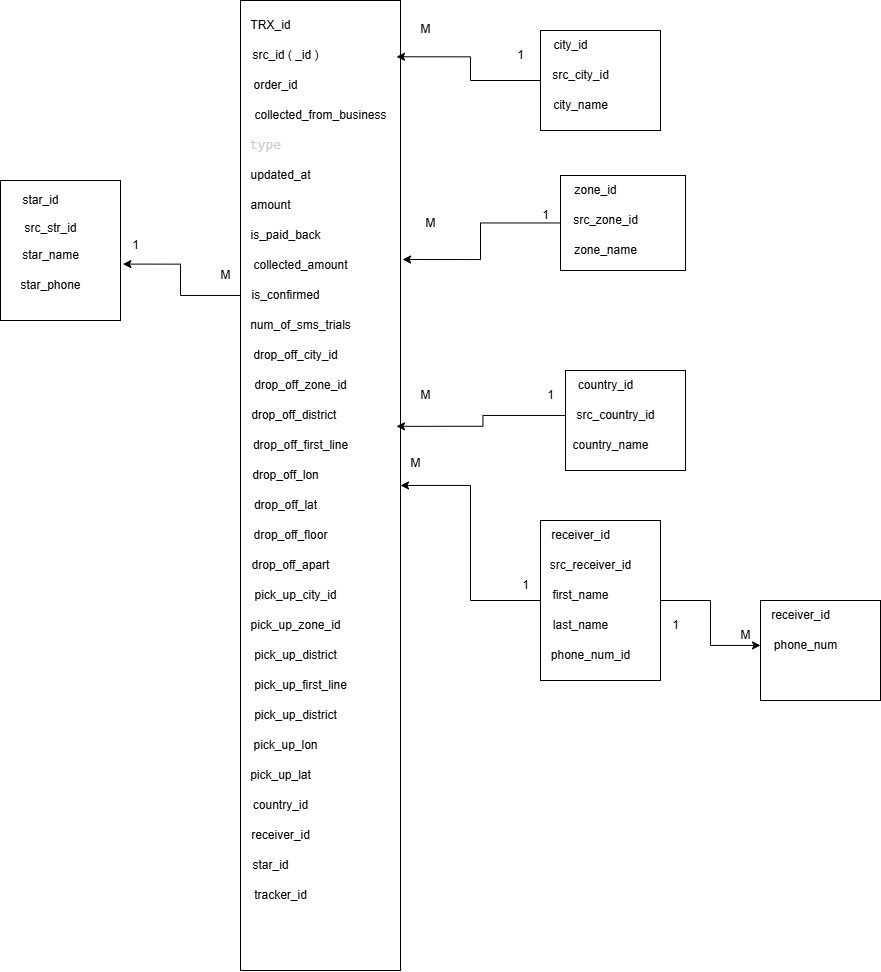 TRX_id
src_id ( _id )
order_id
collected_from_business
type
updated_at
amount
is_paid_back
collected_amount
is_confirmed
num_of_sms_trials
drop_off_city_id
drop_off_zone_id
drop_off_district
drop_off_first_line
drop_off_lon
drop_off_lat
drop_off_floor
drop_off_apart
pick_up_city_id
pick_up_zone_id
pick_up_district
pick_up_first_line
pick_up_district
pick_up_lon
pick_up_lat
country_id
receiver_id
star_id
tracker_id
star_id
src_str_id
star_name
star_phone
1
M
M
1
city_id
src_city_id
city_name
M
1
zone_id
src_zone_id
zone_name
M
1
country_id
src_country_id
country_name
M
1
receiver_id
src_receiver_id
first_name
last_name
phone_num_id
1
M
receiver_id
phone_num